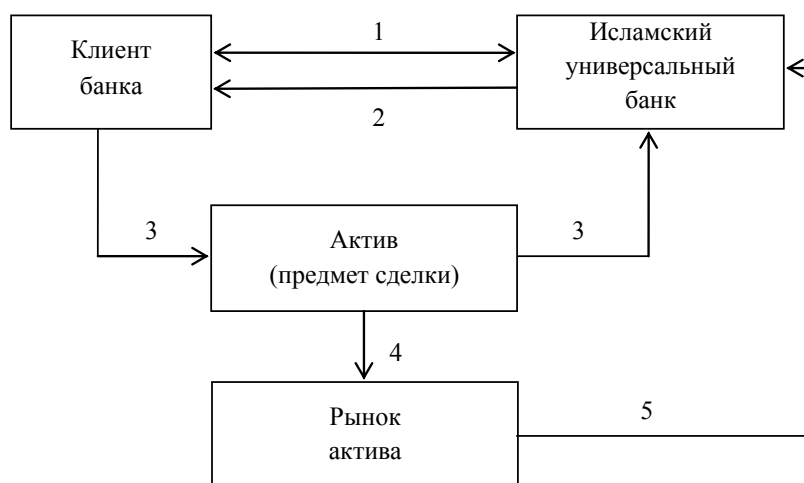 Клиент
банка
1
2
Исламский
универсальный
банк
3
Актив
(предмет сделки)
3
4
Рынок
актива
5